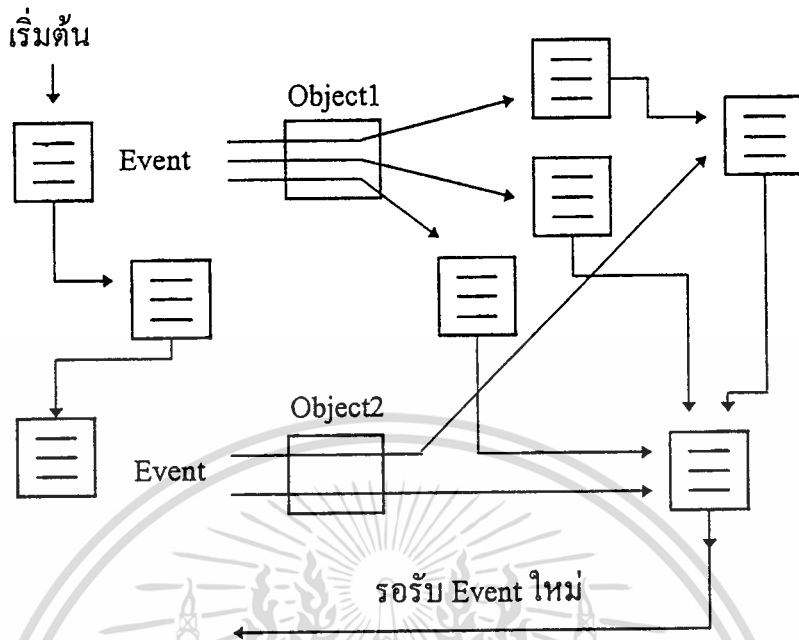 เริ่มต้น
Object1
Event
Object2
Event
รอรับ Event ใหม่